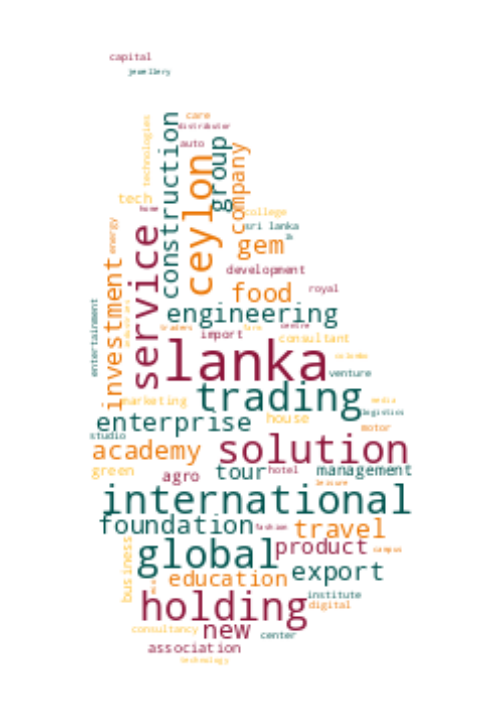 capital
jewellery
care
distributor
construction
technologies
auto
group
ceylon
company
tech
home
college
service
energy
sri lanka
gem
development
investment
food
royal
entertainment
engineering
traders
farm
centre
import
consultant
lanka
colombo
venture
trading
marketing
media
logistics
enterprise
house
motor
studio
solution
academy
green
agro
tour
hotel
management
leisure
international
foundation
fashion
travel
global
product
campus
business
education
export
institute
holding
digital
consultancy
new
center
association
technology